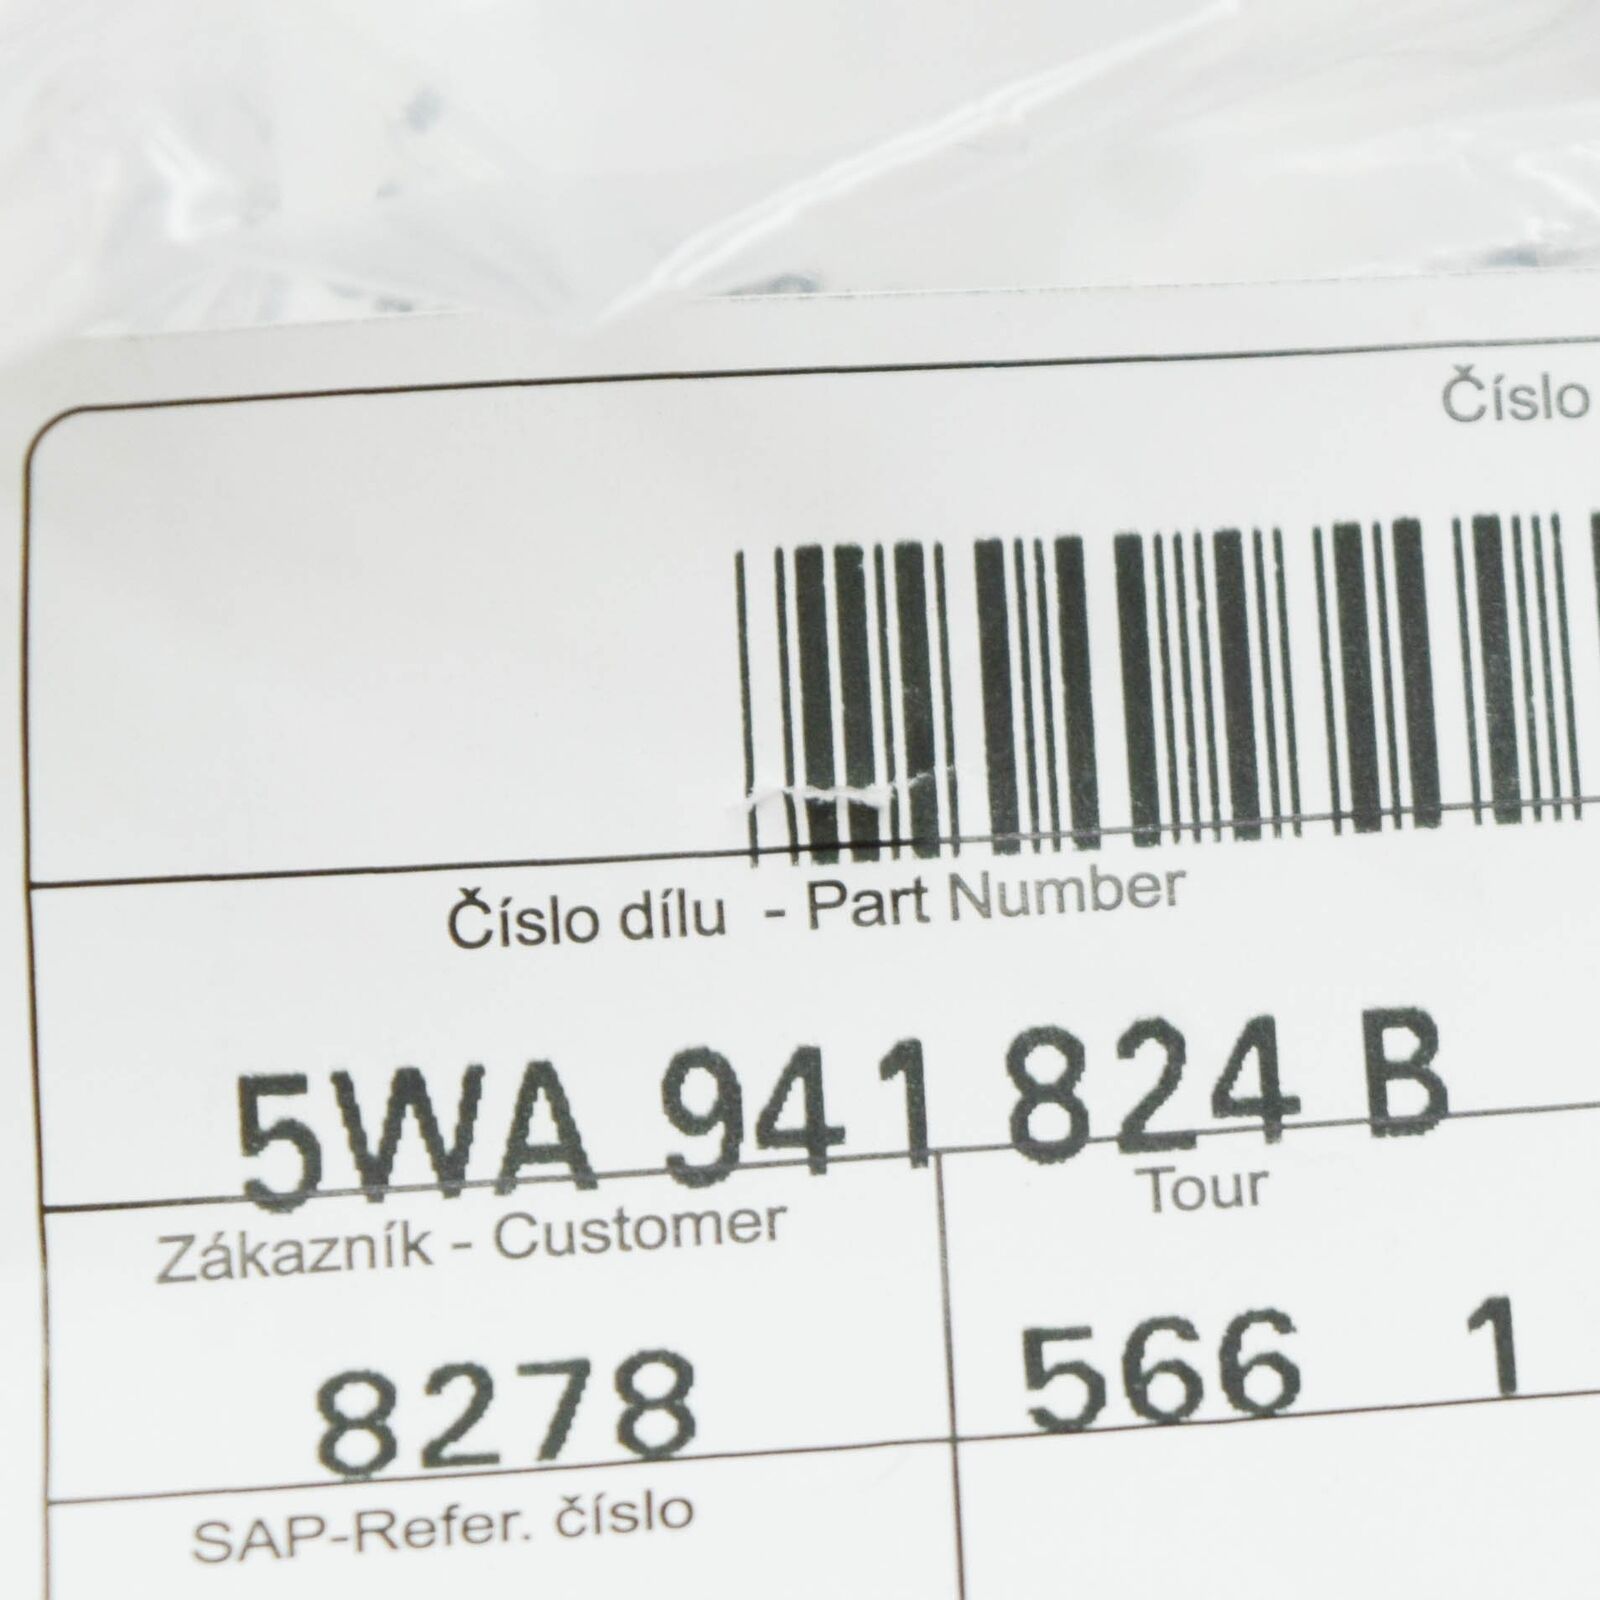 Číslo
Číslo dílu - Part Number
5WA 941 824 B
Zákazník - Customer
Tour
8278
566 1
SAP-Refer. číslo